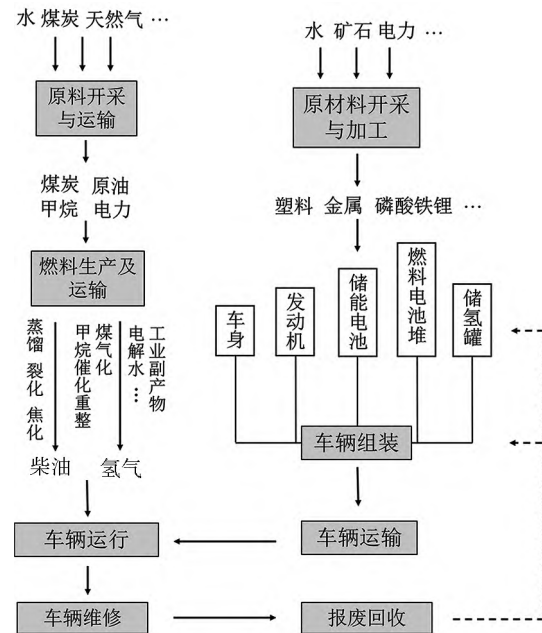 水 煤炭 天然气 …
原料开采
与运输
煤炭 原油
甲烷 电力
燃料生产及
运输
蒸馏 裂化 焦化
甲烷催化重整
煤气化
电解水 …
工业副产物
柴油 氢气
水 矿石 电力 …
原材料开采
与加工
塑料 金属 磷酸铁锂 …
车身
发动机
储能电池
燃料电池堆
储氢罐
车辆组装
车辆运输
车辆运行
车辆维修
报废回收